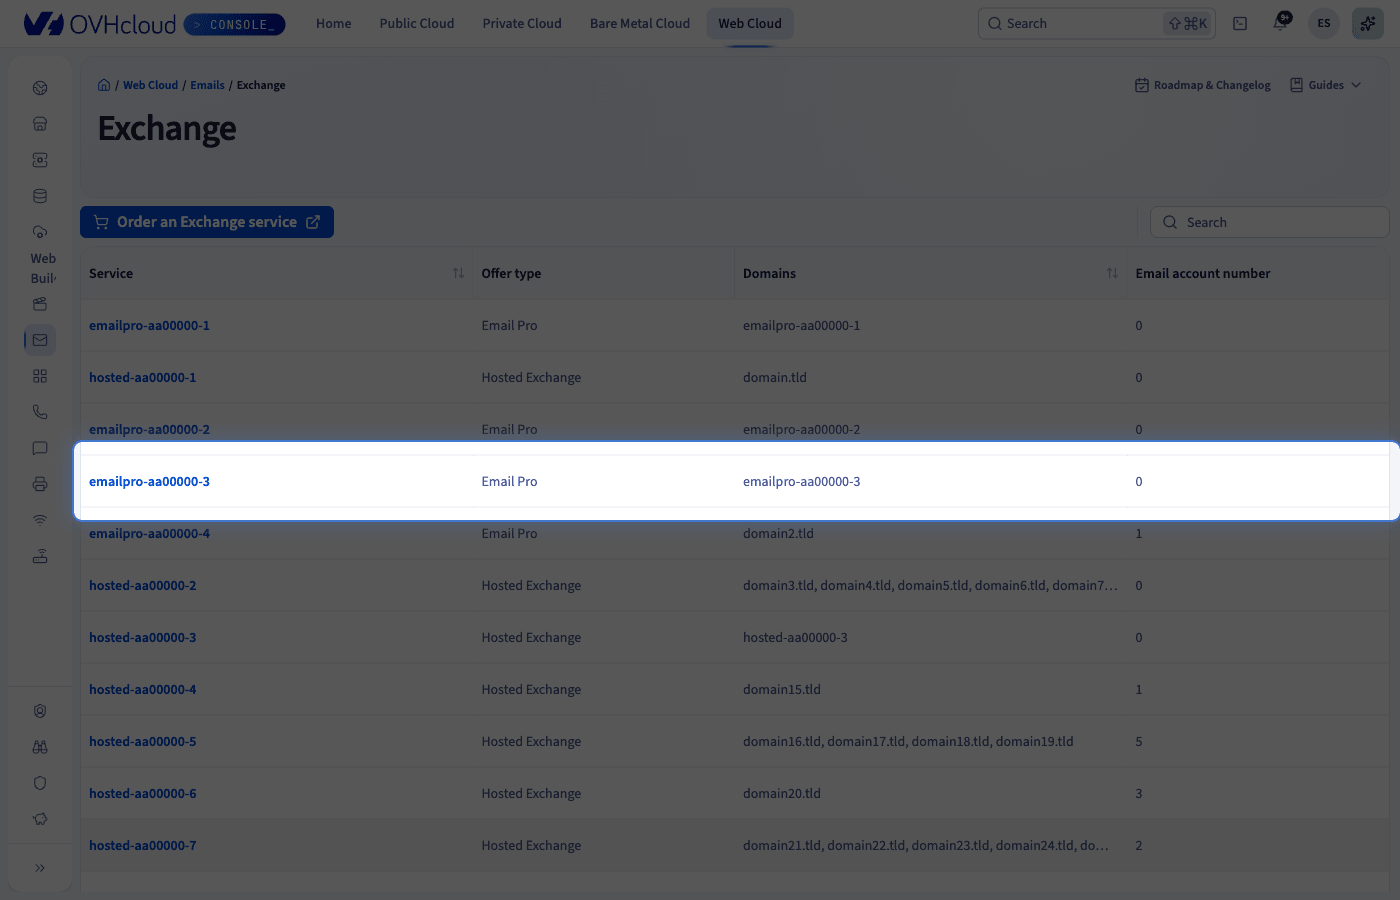 OVHcloud > CONSOLE_ Home Public Cloud Private Cloud Bare Metal Cloud Web Cloud Search ⇧⌘K 9+ ES
/ Web Cloud / Emails / Exchange Roadmap & Changelog Guides
Exchange
Order an Exchange service Search
Web
Buil
Service Offer type Domains Email account number
emailpro-aa00000-1 Email Pro emailpro-aa00000-1 0
hosted-aa00000-1 Hosted Exchange domain.tld 0
emailpro-aa00000-2 Email Pro emailpro-aa00000-2 0
emailpro-aa00000-3 Email Pro emailpro-aa00000-3 0
emailpro-aa00000-4 Email Pro domain2.tld 1
hosted-aa00000-2 Hosted Exchange domain3.tld, domain4.tld, domain5.tld, domain6.tld, domain7... 0
hosted-aa00000-3 Hosted Exchange hosted-aa00000-3 0
hosted-aa00000-4 Hosted Exchange domain15.tld 1
hosted-aa00000-5 Hosted Exchange domain16.tld, domain17.tld, domain18.tld, domain19.tld 5
hosted-aa00000-6 Hosted Exchange domain20.tld 3
hosted-aa00000-7 Hosted Exchange domain21.tld, domain22.tld, domain23.tld, domain24.tld, do... 2